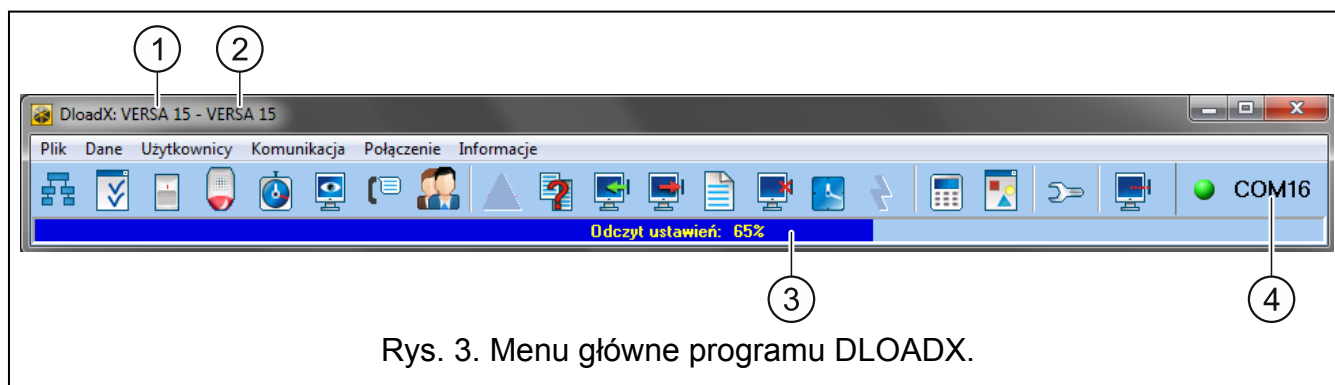 1 2
DloadX: VERSA 15 - VERSA 15
Plik Dane Użytkownicy Komunikacja Połączenie Informacje
COM16
Odczyt ustawień: 65%
3 4
Rys. 3. Menu główne programu DLOADX.